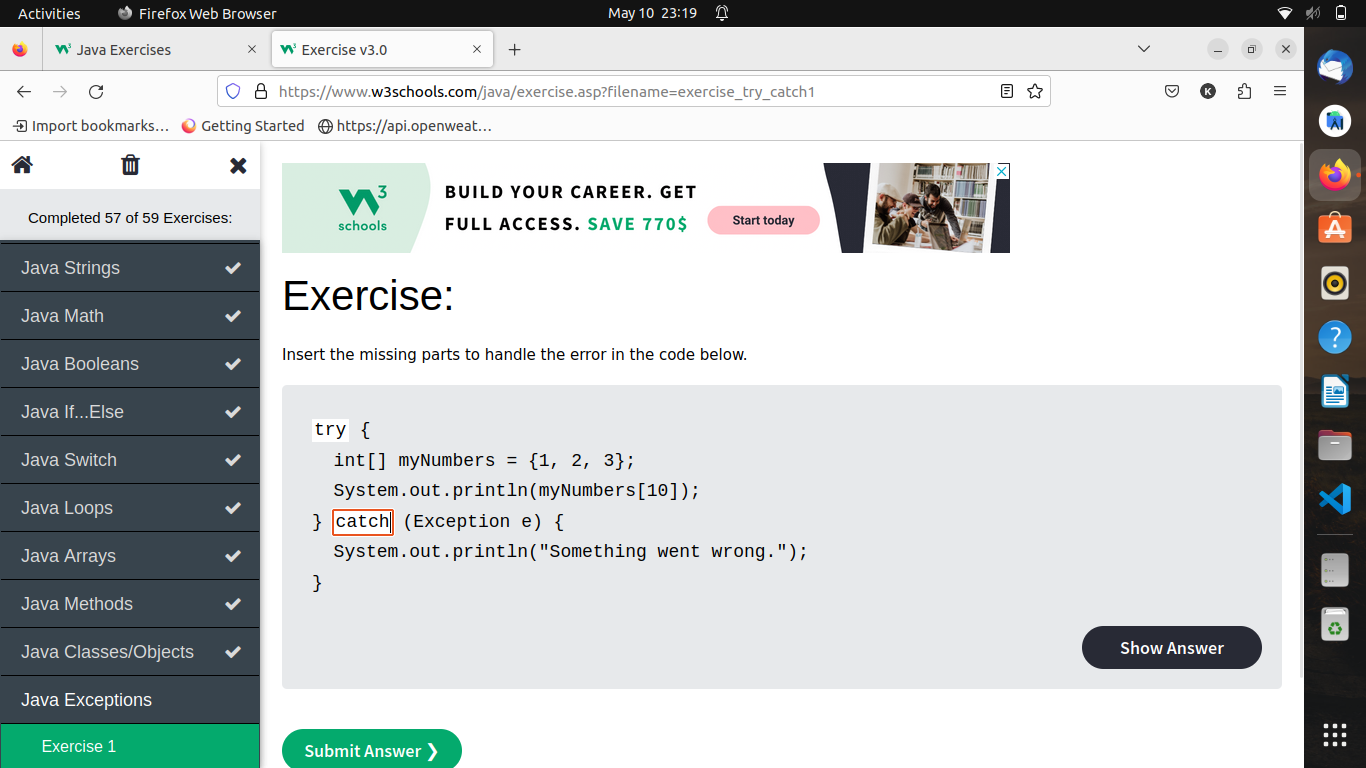 Activities Firefox Web Browser May 10 23:19
Java Exercises Exercise v3.0
https://www.w3schools.com/java/exercise.asp?filename=exercise_try_catch1 K
Import bookmarks... Getting Started https://api.openweat...
Completed 57 of 59 Exercises:
Java Strings
Java Math
Java Booleans
Java If...Else
Java Switch
Java Loops
Java Arrays
Java Methods
Java Classes/Objects
Java Exceptions
Exercise 1
W3
schools
BUILD YOUR CAREER. GET
FULL ACCESS. SAVE 770$
Start today
Exercise:
Insert the missing parts to handle the error in the code below.
try {
int[] myNumbers = {1, 2, 3};
System.out.println(myNumbers[10]);
} catch (Exception e) {
System.out.println("Something went wrong.");
}
Show Answer
Submit Answer ❯